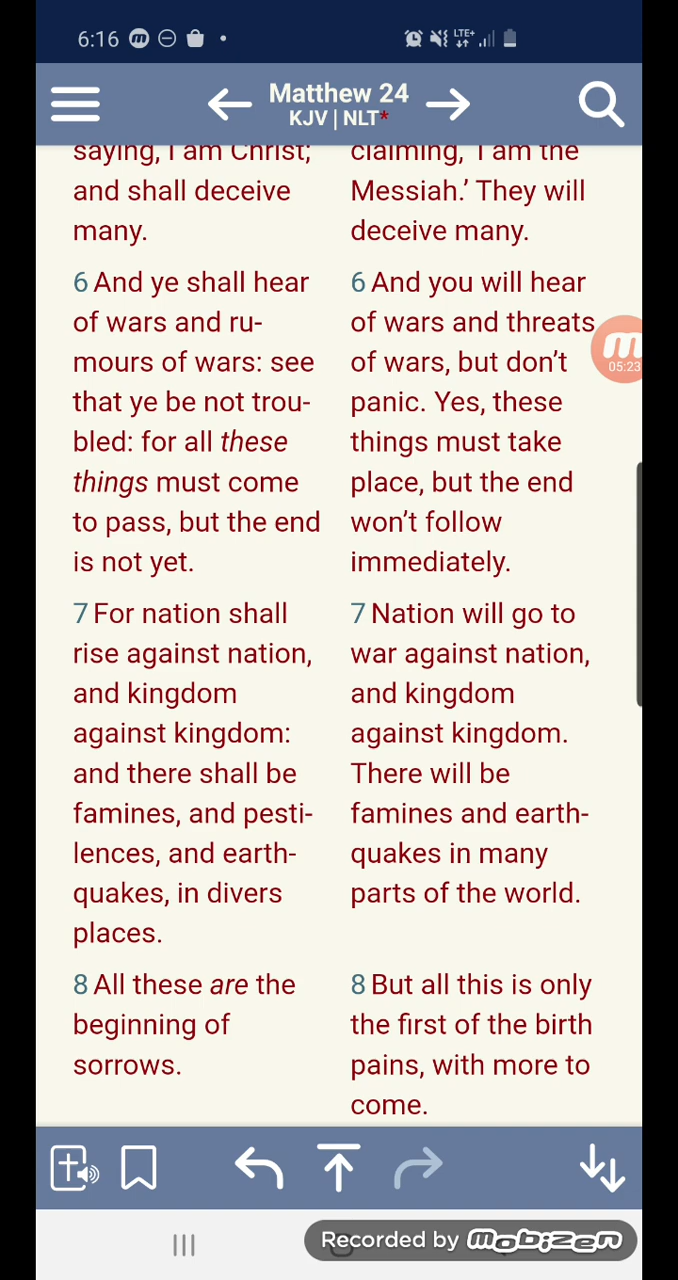 6:16
LTE+
Matthew 24
KJV | NLT*
saying, I am Christ;
and shall deceive
many.
6 And ye shall hear
of wars and ru-
mours of wars: see
that ye be not trou-
bled: for all these
things must come
to pass, but the end
is not yet.
7 For nation shall
rise against nation,
and kingdom
against kingdom:
and there shall be
famines, and pesti-
lences, and earth-
quakes, in divers
places.
8 All these are the
beginning of
sorrows.
claiming, ‘I am the
Messiah.’ They will
deceive many.
6 And you will hear
of wars and threats
of wars, but don’t
panic. Yes, these
things must take
place, but the end
won’t follow
immediately.
7 Nation will go to
war against nation,
and kingdom
against kingdom.
There will be
famines and earth-
quakes in many
parts of the world.
8 But all this is only
the first of the birth
pains, with more to
come.
m
05:23
Recorded by mobizen